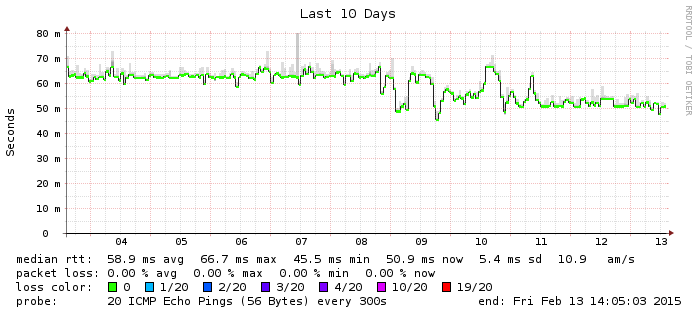 Last 10 Days
RRDTOOL / TOBI OETIKER
Seconds
80 m
70 m
60 m
50 m
40 m
30 m
20 m
10 m
0
04 05 06 07 08 09 10 11 12 13
median rtt: 58.9 ms avg 66.7 ms max 45.5 ms min 50.9 ms now 5.4 ms sd 10.9 am/s
packet loss: 0.00 % avg 0.00 % max 0.00 % min 0.00 % now
loss color: 0 1/20 2/20 3/20 4/20 10/20 19/20
probe: 20 ICMP Echo Pings (56 Bytes) every 300s end: Fri Feb 13 14:05:03 2015